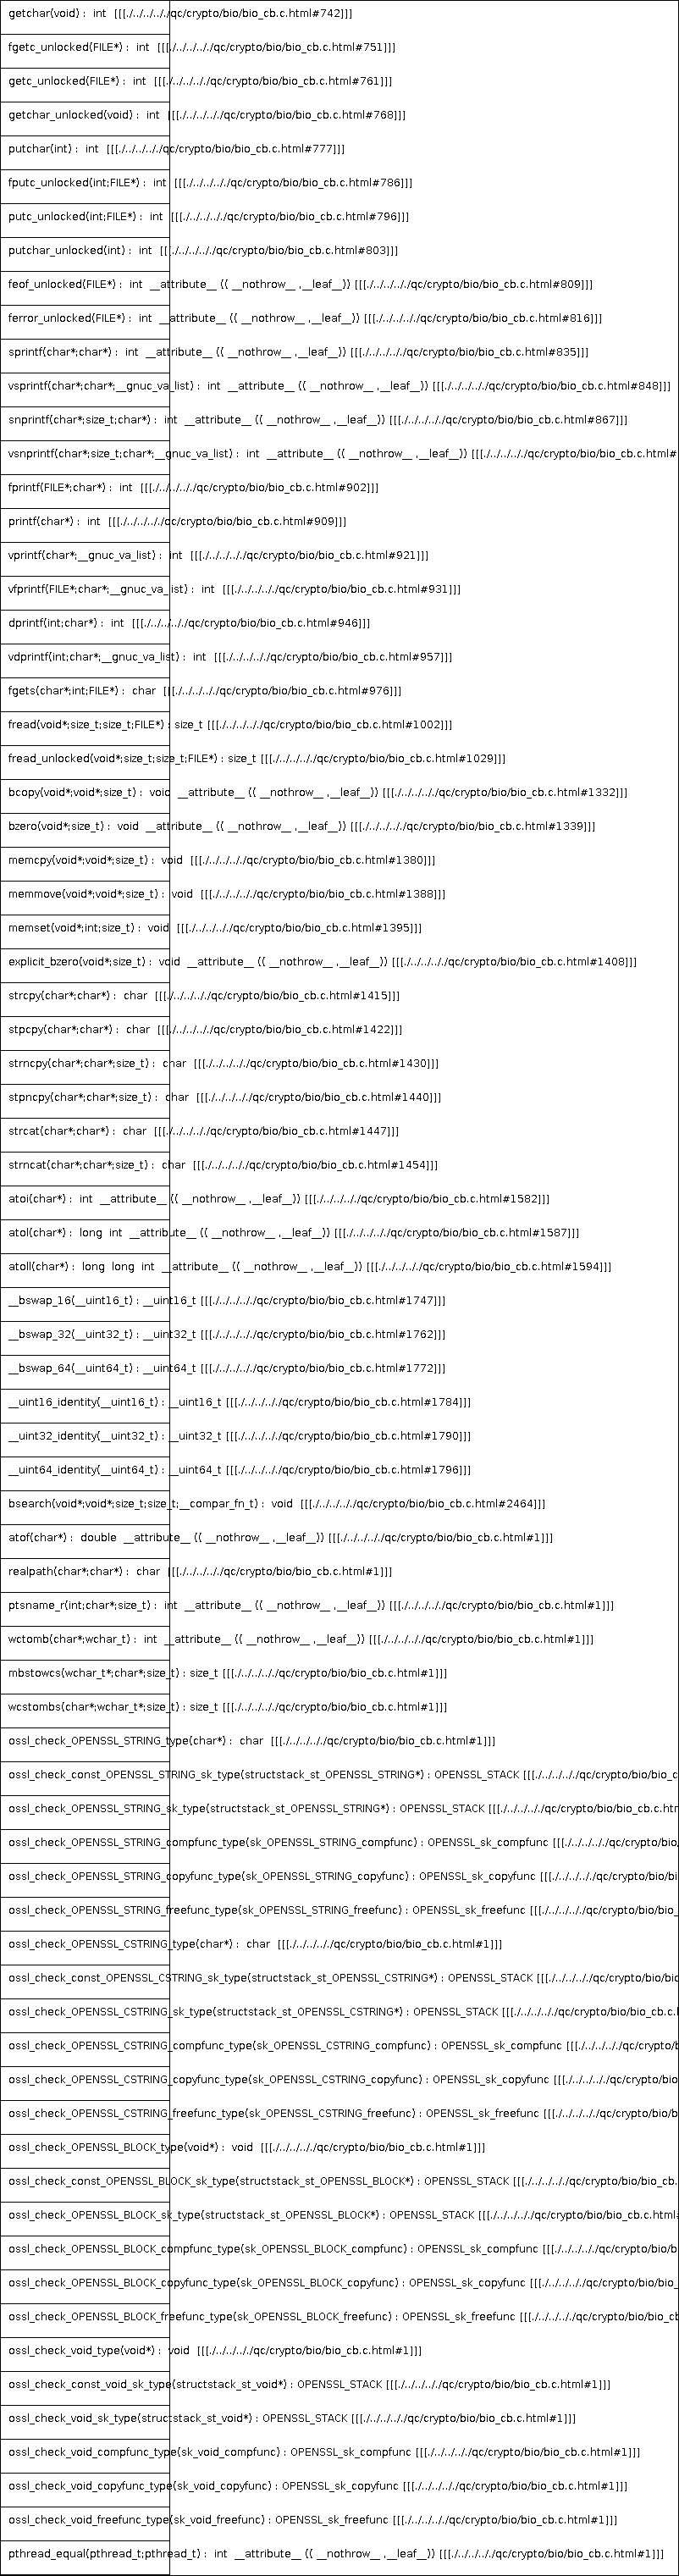 getchar(void) :  int  [[[./../../../../qc/crypto/bio/bio_cb.c.html#742]]]
fgetc_unlocked(FILE*) :  int  [[[./../../../../qc/crypto/bio/bio_cb.c.html#751]]]
getc_unlocked(FILE*) :  int  [[[./../../../../qc/crypto/bio/bio_cb.c.html#761]]]
getchar_unlocked(void) :  int  [[[./../../../../qc/crypto/bio/bio_cb.c.html#768]]]
putchar(int) :  int  [[[./../../../../qc/crypto/bio/bio_cb.c.html#777]]]
fputc_unlocked(int;FILE*) :  int  [[[./../../../../qc/crypto/bio/bio_cb.c.html#786]]]
putc_unlocked(int;FILE*) :  int  [[[./../../../../qc/crypto/bio/bio_cb.c.html#796]]]
putchar_unlocked(int) :  int  [[[./../../../../qc/crypto/bio/bio_cb.c.html#803]]]
feof_unlocked(FILE*) :  int  __attribute__ (( __nothrow__ ,__leaf__)) [[[./../../../../qc/crypto/bio/bio_cb.c.html#809]]]
ferror_unlocked(FILE*) :  int  __attribute__ (( __nothrow__ ,__leaf__)) [[[./../../../../qc/crypto/bio/bio_cb.c.html#816]]]
sprintf(char*;char*) :  int  __attribute__ (( __nothrow__ ,__leaf__)) [[[./../../../../qc/crypto/bio/bio_cb.c.html#835]]]
vsprintf(char*;char*;__gnuc_va_list) :  int  __attribute__ (( __nothrow__ ,__leaf__)) [[[./../../../../qc/crypto/bio/bio_cb.c.html#848]]]
snprintf(char*;size_t;char*) :  int  __attribute__ (( __nothrow__ ,__leaf__)) [[[./../../../../qc/crypto/bio/bio_cb.c.html#867]]]
vsnprintf(char*;size_t;char*;__gnuc_va_list) :  int  __attribute__ (( __nothrow__ ,__leaf__)) [[[./../../../../qc/crypto/bio/bio_cb.c.html#
fprintf(FILE*;char*) :  int  [[[./../../../../qc/crypto/bio/bio_cb.c.html#902]]]
printf(char*) :  int  [[[./../../../../qc/crypto/bio/bio_cb.c.html#909]]]
vprintf(char*;__gnuc_va_list) :  int  [[[./../../../../qc/crypto/bio/bio_cb.c.html#921]]]
vfprintf(FILE*;char*;__gnuc_va_list) :  int  [[[./../../../../qc/crypto/bio/bio_cb.c.html#931]]]
dprintf(int;char*) :  int  [[[./../../../../qc/crypto/bio/bio_cb.c.html#946]]]
vdprintf(int;char*;__gnuc_va_list) :  int  [[[./../../../../qc/crypto/bio/bio_cb.c.html#957]]]
fgets(char*;int;FILE*) :  char  [[[./../../../../qc/crypto/bio/bio_cb.c.html#976]]]
fread(void*;size_t;size_t;FILE*) : size_t [[[./../../../../qc/crypto/bio/bio_cb.c.html#1002]]]
fread_unlocked(void*;size_t;size_t;FILE*) : size_t [[[./../../../../qc/crypto/bio/bio_cb.c.html#1029]]]
bcopy(void*;void*;size_t) :  void  __attribute__ (( __nothrow__ ,__leaf__)) [[[./../../../../qc/crypto/bio/bio_cb.c.html#1332]]]
bzero(void*;size_t) :  void  __attribute__ (( __nothrow__ ,__leaf__)) [[[./../../../../qc/crypto/bio/bio_cb.c.html#1339]]]
memcpy(void*;void*;size_t) :  void  [[[./../../../../qc/crypto/bio/bio_cb.c.html#1380]]]
memmove(void*;void*;size_t) :  void  [[[./../../../../qc/crypto/bio/bio_cb.c.html#1388]]]
memset(void*;int;size_t) :  void  [[[./../../../../qc/crypto/bio/bio_cb.c.html#1395]]]
explicit_bzero(void*;size_t) :  void  __attribute__ (( __nothrow__ ,__leaf__)) [[[./../../../../qc/crypto/bio/bio_cb.c.html#1408]]]
strcpy(char*;char*) :  char  [[[./../../../../qc/crypto/bio/bio_cb.c.html#1415]]]
stpcpy(char*;char*) :  char  [[[./../../../../qc/crypto/bio/bio_cb.c.html#1422]]]
strncpy(char*;char*;size_t) :  char  [[[./../../../../qc/crypto/bio/bio_cb.c.html#1430]]]
stpncpy(char*;char*;size_t) :  char  [[[./../../../../qc/crypto/bio/bio_cb.c.html#1440]]]
strcat(char*;char*) :  char  [[[./../../../../qc/crypto/bio/bio_cb.c.html#1447]]]
strncat(char*;char*;size_t) :  char  [[[./../../../../qc/crypto/bio/bio_cb.c.html#1454]]]
atoi(char*) :  int  __attribute__ (( __nothrow__ ,__leaf__)) [[[./../../../../qc/crypto/bio/bio_cb.c.html#1582]]]
atol(char*) :  long  int  __attribute__ (( __nothrow__ ,__leaf__)) [[[./../../../../qc/crypto/bio/bio_cb.c.html#1587]]]
atoll(char*) :  long  long  int  __attribute__ (( __nothrow__ ,__leaf__)) [[[./../../../../qc/crypto/bio/bio_cb.c.html#1594]]]
__bswap_16(__uint16_t) : __uint16_t [[[./../../../../qc/crypto/bio/bio_cb.c.html#1747]]]
__bswap_32(__uint32_t) : __uint32_t [[[./../../../../qc/crypto/bio/bio_cb.c.html#1762]]]
__bswap_64(__uint64_t) : __uint64_t [[[./../../../../qc/crypto/bio/bio_cb.c.html#1772]]]
__uint16_identity(__uint16_t) : __uint16_t [[[./../../../../qc/crypto/bio/bio_cb.c.html#1784]]]
__uint32_identity(__uint32_t) : __uint32_t [[[./../../../../qc/crypto/bio/bio_cb.c.html#1790]]]
__uint64_identity(__uint64_t) : __uint64_t [[[./../../../../qc/crypto/bio/bio_cb.c.html#1796]]]
bsearch(void*;void*;size_t;size_t;__compar_fn_t) :  void  [[[./../../../../qc/crypto/bio/bio_cb.c.html#2464]]]
atof(char*) :  double  __attribute__ (( __nothrow__ ,__leaf__)) [[[./../../../../qc/crypto/bio/bio_cb.c.html#1]]]
realpath(char*;char*) :  char  [[[./../../../../qc/crypto/bio/bio_cb.c.html#1]]]
ptsname_r(int;char*;size_t) :  int  __attribute__ (( __nothrow__ ,__leaf__)) [[[./../../../../qc/crypto/bio/bio_cb.c.html#1]]]
wctomb(char*;wchar_t) :  int  __attribute__ (( __nothrow__ ,__leaf__)) [[[./../../../../qc/crypto/bio/bio_cb.c.html#1]]]
mbstowcs(wchar_t*;char*;size_t) : size_t [[[./../../../../qc/crypto/bio/bio_cb.c.html#1]]]
wcstombs(char*;wchar_t*;size_t) : size_t [[[./../../../../qc/crypto/bio/bio_cb.c.html#1]]]
ossl_check_OPENSSL_STRING_type(char*) :  char  [[[./../../../../qc/crypto/bio/bio_cb.c.html#1]]]
ossl_check_const_OPENSSL_STRING_sk_type(structstack_st_OPENSSL_STRING*) : OPENSSL_STACK [[[./../../../../qc/crypto/bio/bio_c
ossl_check_OPENSSL_STRING_sk_type(structstack_st_OPENSSL_STRING*) : OPENSSL_STACK [[[./../../../../qc/crypto/bio/bio_cb.c.htm
ossl_check_OPENSSL_STRING_compfunc_type(sk_OPENSSL_STRING_compfunc) : OPENSSL_sk_compfunc [[[./../../../../qc/crypto/bio/
ossl_check_OPENSSL_STRING_copyfunc_type(sk_OPENSSL_STRING_copyfunc) : OPENSSL_sk_copyfunc [[[./../../../../qc/crypto/bio/bi
ossl_check_OPENSSL_STRING_freefunc_type(sk_OPENSSL_STRING_freefunc) : OPENSSL_sk_freefunc [[[./../../../../qc/crypto/bio/bio_
ossl_check_OPENSSL_CSTRING_type(char*) :  char  [[[./../../../../qc/crypto/bio/bio_cb.c.html#1]]]
ossl_check_const_OPENSSL_CSTRING_sk_type(structstack_st_OPENSSL_CSTRING*) : OPENSSL_STACK [[[./../../../../qc/crypto/bio/bio
ossl_check_OPENSSL_CSTRING_sk_type(structstack_st_OPENSSL_CSTRING*) : OPENSSL_STACK [[[./../../../../qc/crypto/bio/bio_cb.c.
ossl_check_OPENSSL_CSTRING_compfunc_type(sk_OPENSSL_CSTRING_compfunc) : OPENSSL_sk_compfunc [[[./../../../../qc/crypto/b
ossl_check_OPENSSL_CSTRING_copyfunc_type(sk_OPENSSL_CSTRING_copyfunc) : OPENSSL_sk_copyfunc [[[./../../../../qc/crypto/bio
ossl_check_OPENSSL_CSTRING_freefunc_type(sk_OPENSSL_CSTRING_freefunc) : OPENSSL_sk_freefunc [[[./../../../../qc/crypto/bio/b
ossl_check_OPENSSL_BLOCK_type(void*) :  void  [[[./../../../../qc/crypto/bio/bio_cb.c.html#1]]]
ossl_check_const_OPENSSL_BLOCK_sk_type(structstack_st_OPENSSL_BLOCK*) : OPENSSL_STACK [[[./../../../../qc/crypto/bio/bio_cb.
ossl_check_OPENSSL_BLOCK_sk_type(structstack_st_OPENSSL_BLOCK*) : OPENSSL_STACK [[[./../../../../qc/crypto/bio/bio_cb.c.html
ossl_check_OPENSSL_BLOCK_compfunc_type(sk_OPENSSL_BLOCK_compfunc) : OPENSSL_sk_compfunc [[[./../../../../qc/crypto/bio/b
ossl_check_OPENSSL_BLOCK_copyfunc_type(sk_OPENSSL_BLOCK_copyfunc) : OPENSSL_sk_copyfunc [[[./../../../../qc/crypto/bio/bio_
ossl_check_OPENSSL_BLOCK_freefunc_type(sk_OPENSSL_BLOCK_freefunc) : OPENSSL_sk_freefunc [[[./../../../../qc/crypto/bio/bio_cb
ossl_check_void_type(void*) :  void  [[[./../../../../qc/crypto/bio/bio_cb.c.html#1]]]
ossl_check_const_void_sk_type(structstack_st_void*) : OPENSSL_STACK [[[./../../../../qc/crypto/bio/bio_cb.c.html#1]]]
ossl_check_void_sk_type(structstack_st_void*) : OPENSSL_STACK [[[./../../../../qc/crypto/bio/bio_cb.c.html#1]]]
ossl_check_void_compfunc_type(sk_void_compfunc) : OPENSSL_sk_compfunc [[[./../../../../qc/crypto/bio/bio_cb.c.html#1]]]
ossl_check_void_copyfunc_type(sk_void_copyfunc) : OPENSSL_sk_copyfunc [[[./../../../../qc/crypto/bio/bio_cb.c.html#1]]]
ossl_check_void_freefunc_type(sk_void_freefunc) : OPENSSL_sk_freefunc [[[./../../../../qc/crypto/bio/bio_cb.c.html#1]]]
pthread_equal(pthread_t;pthread_t) :  int  __attribute__ (( __nothrow__ ,__leaf__)) [[[./../../../../qc/crypto/bio/bio_cb.c.html#1]]]